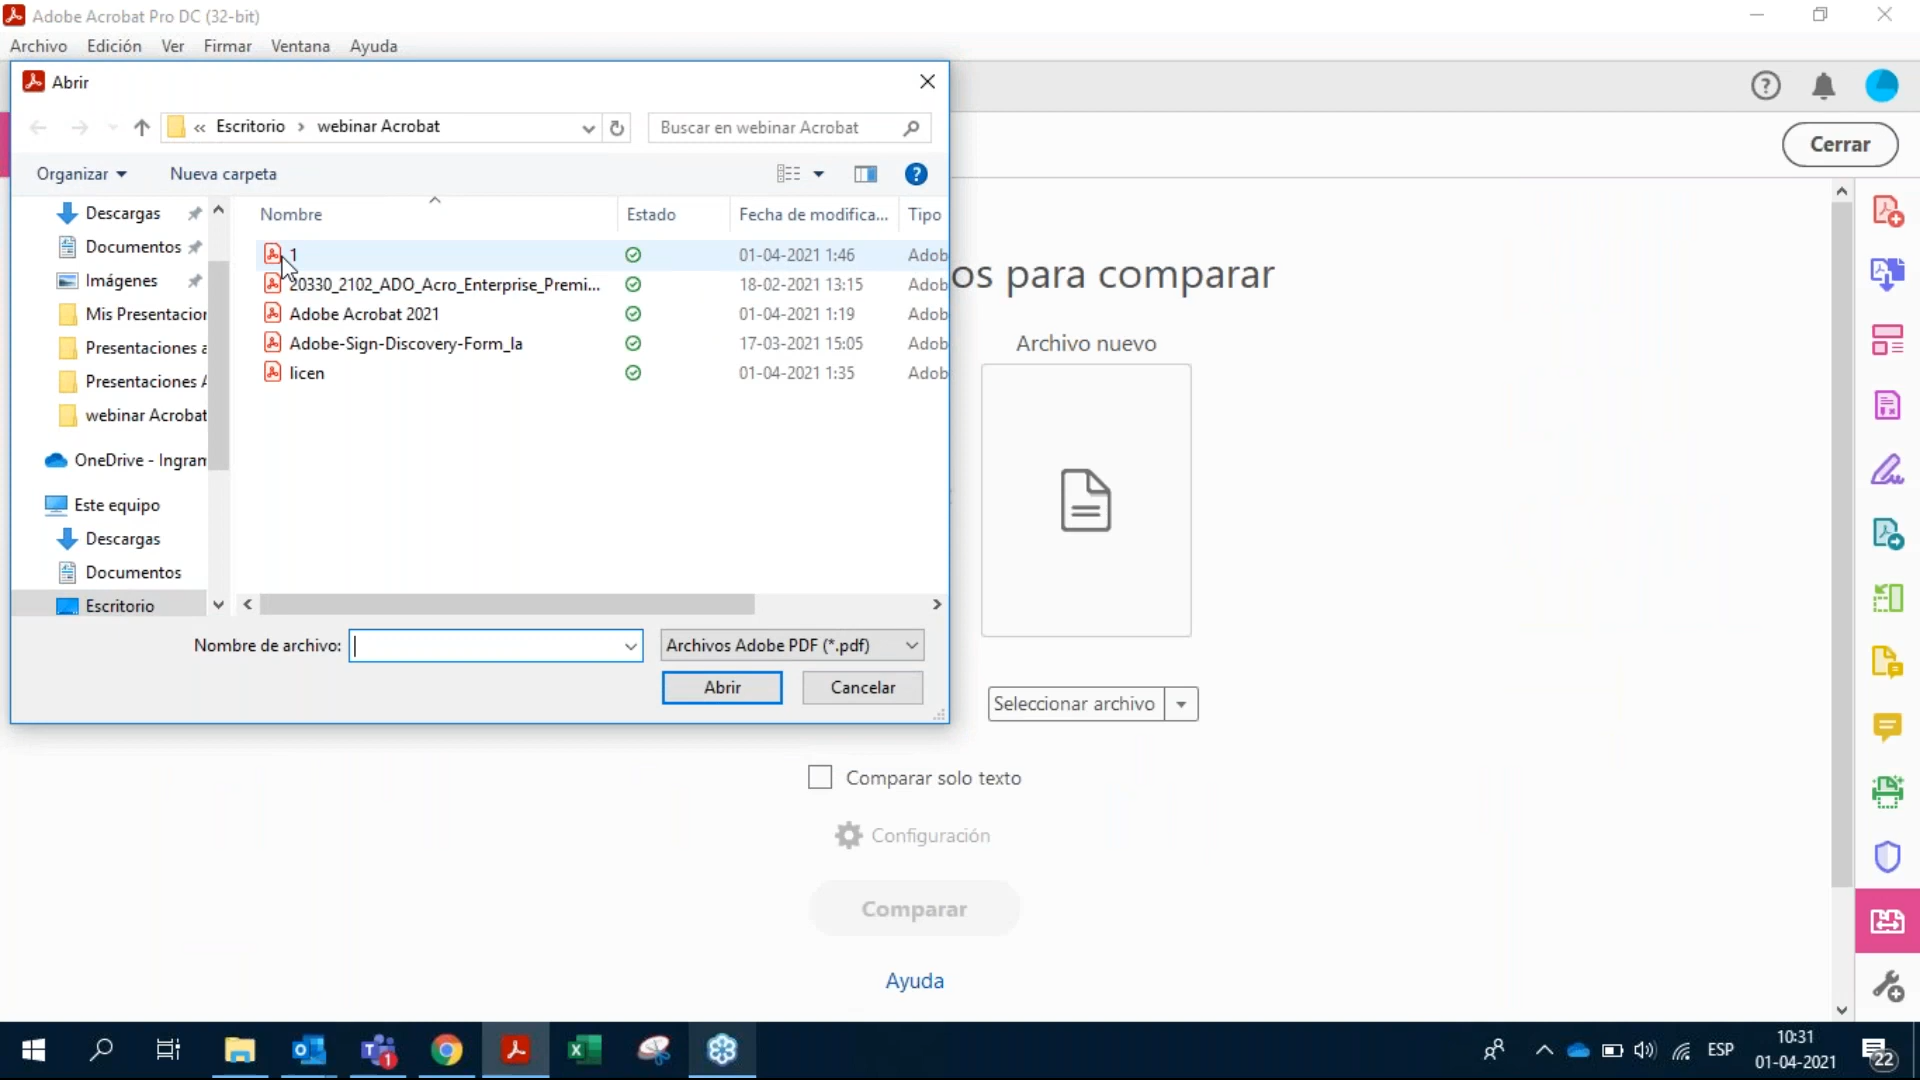 Adobe Acrobat Pro DC (32-bit)
Archivo Edición Ver Firmar Ventana Ayuda
Abrir
« Escritorio › webinar Acrobat
Buscar en webinar Acrobat
Cerrar
Organizar
Nueva carpeta
Descargas
Documentos
Imágenes
Mis Presentacior
Presentaciones a
Presentaciones A
webinar Acrobat
OneDrive - Ingram
Este equipo
Descargas
Documentos
Escritorio
Nombre Estado Fecha de modifica... Tipo
1 01-04-2021 1:46 Adob
20330_2102_ADO_Acro_Enterprise_Premi... 18-02-2021 13:15 Adob
Adobe Acrobat 2021 01-04-2021 1:19 Adob
Adobe-Sign-Discovery-Form_la 17-03-2021 15:05 Adob
licen 01-04-2021 1:35 Adob
Nombre de archivo:
Archivos Adobe PDF (*.pdf)
Abrir
Cancelar
os para comparar
Archivo nuevo
Seleccionar archivo
Comparar solo texto
Configuración
Comparar
Ayuda
1
ESP
10:31
01-04-2021
22